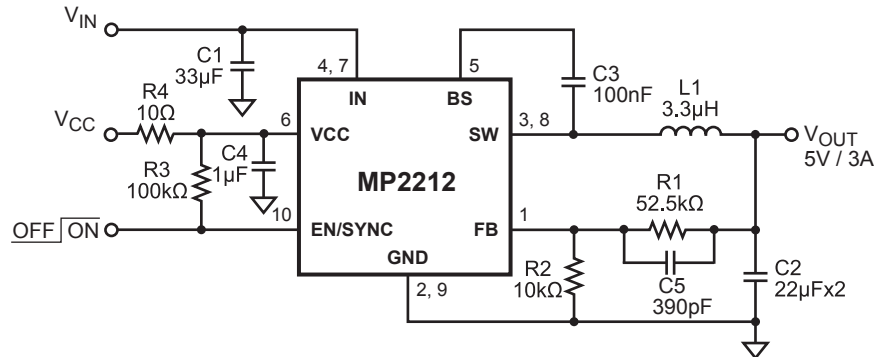 VIN
C1
33µF
4, 7
5
C3
100nF
L1
3.3µH
R4
10Ω
VCC
6
IN
BS
VCC
SW
3, 8
VOUT
5V / 3A
C4
1µF
R3
100kΩ
MP2212
R1
52.5kΩ
OFF ON
10
EN/SYNC
FB
1
GND
2, 9
R2
10kΩ
C5
390pF
C2
22µFx2